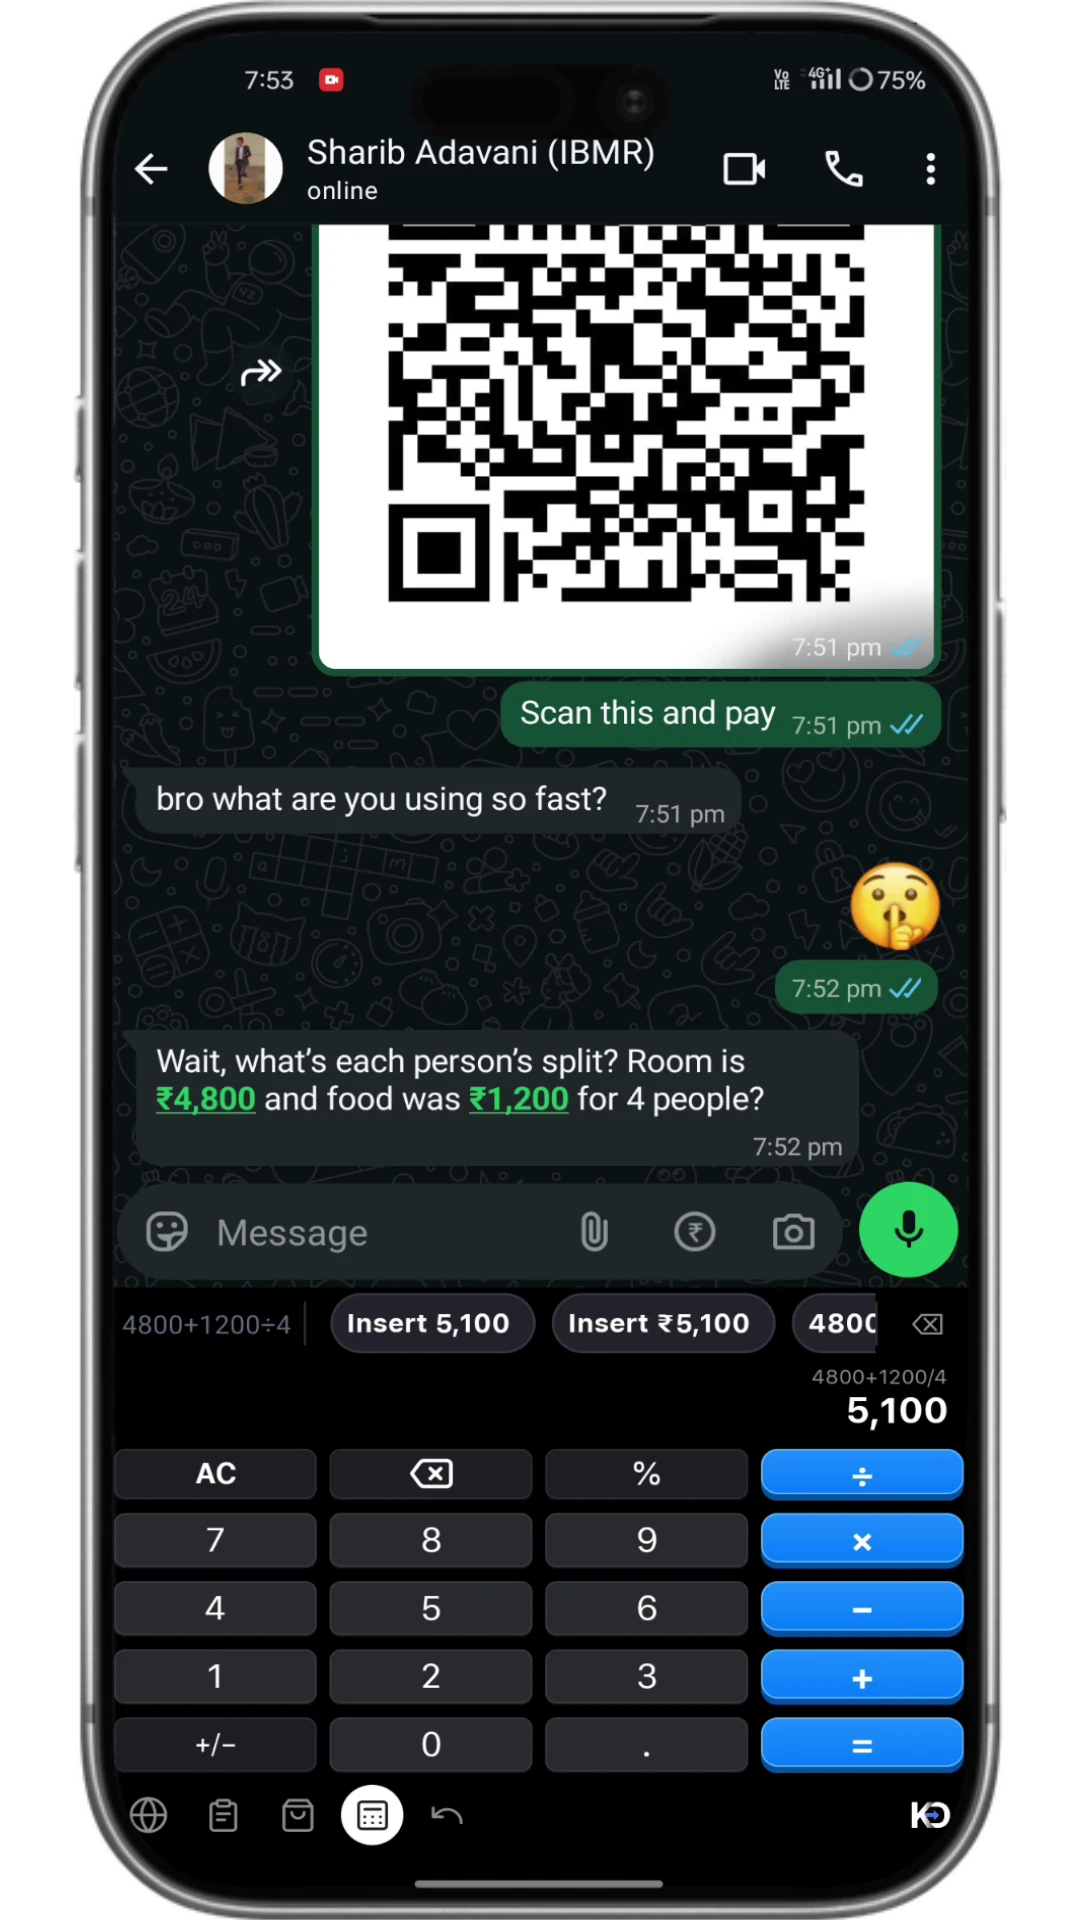 7:53
Vo
LTE
4G+
75%
Sharib Adavani (IBMR)
online
7:51 pm
Scan this and pay
7:51 pm
bro what are you using so fast?
7:51 pm
7:52 pm
Wait, what’s each person’s split? Room is
₹4,800 and food was ₹1,200 for 4 people?
7:52 pm
Message
4800+1200÷4
Insert 5,100
Insert ₹5,100
480
4800+1200/4
5,100
AC
%
÷
7
8
9
×
4
5
6
−
1
2
3
+
+/−
0
.
=